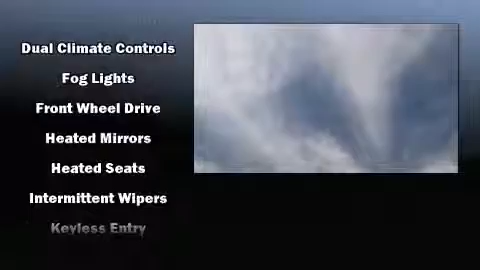 Dual Climate Controls
Fog Lights
Front Wheel Drive
Heated Mirrors
Heated Seats
Intermittent Wipers
Keyless Entry